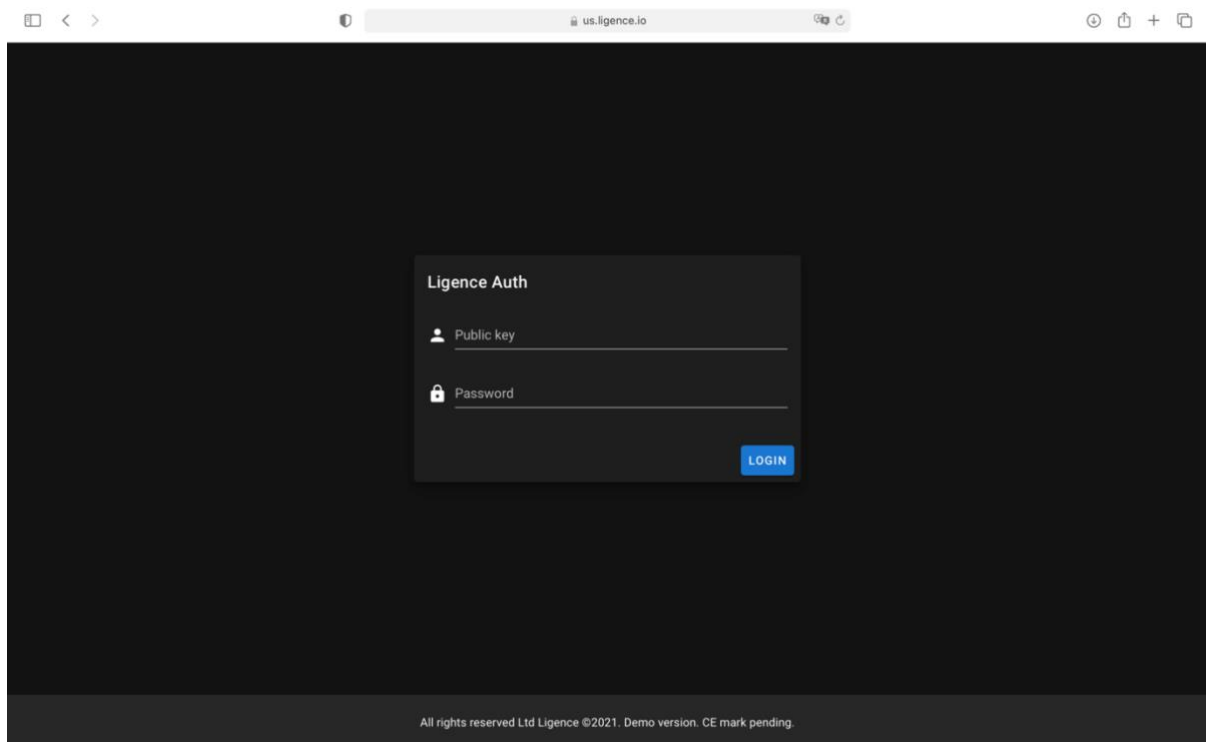 us.ligence.io
Ligence Auth
Public key
Password
LOGIN
All rights reserved Ltd Ligence ©2021. Demo version. CE mark pending.